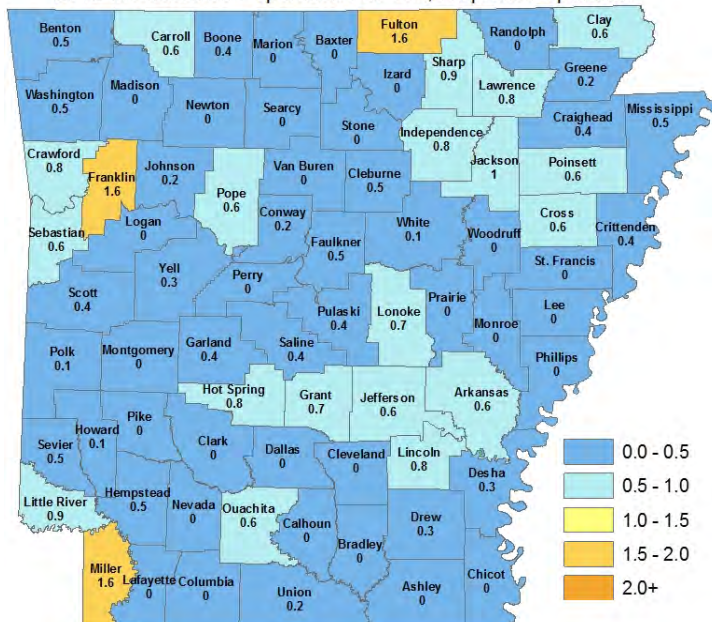 Benton
0.5
Carroll
0.6
Boone
0.4
Marion
0
Baxter
0
Fulton
1.6
Randolph
0
Clay
0.6
Izard
0
Sharp
0.9
Lawrence
0.8
Greene
0.2
Washington
0.5
Madison
0
Newton
0
Searcy
0
Stone
0
Independence
0.8
Craighead
0.4
Mississippi
0.5
Crawford
0.8
Franklin
1.6
Johnson
0.2
Pope
0.6
Van Buren
0
Cleburne
0.5
Jackson
1
Poinsett
0.6
Sebastian
0.6
Logan
0
Conway
0.2
Faulkner
0.5
White
0.1
Woodruff
0
Cross
0.6
Crittenden
0.4
St. Francis
0
Scott
0.4
Yell
0.3
Perry
0
Pulaski
0.4
Lonoke
0.7
Prairie
0
Monroe
0
Lee
0
Phillips
0
Polk
0.1
Montgomery
0
Garland
0.4
Saline
0.4
Hot Spring
0.8
Grant
0.7
Jefferson
0.6
Arkansas
0.6
Sevier
0.5
Howard
0.1
Pike
0
Clark
0
Dallas
0
Cleveland
0
Lincoln
0.8
Desha
0.3
Little River
0.9
Hempstead
0.5
Nevada
0
Ouachita
0.6
Calhoun
0
Bradley
0
Drew
0.3
Miller
1.6
Lafayette
0
Columbia
0
Union
0.2
Ashley
0
Chicot
0
0.0 - 0.5
0.5 - 1.0
1.0 - 1.5
1.5 - 2.0
2.0+